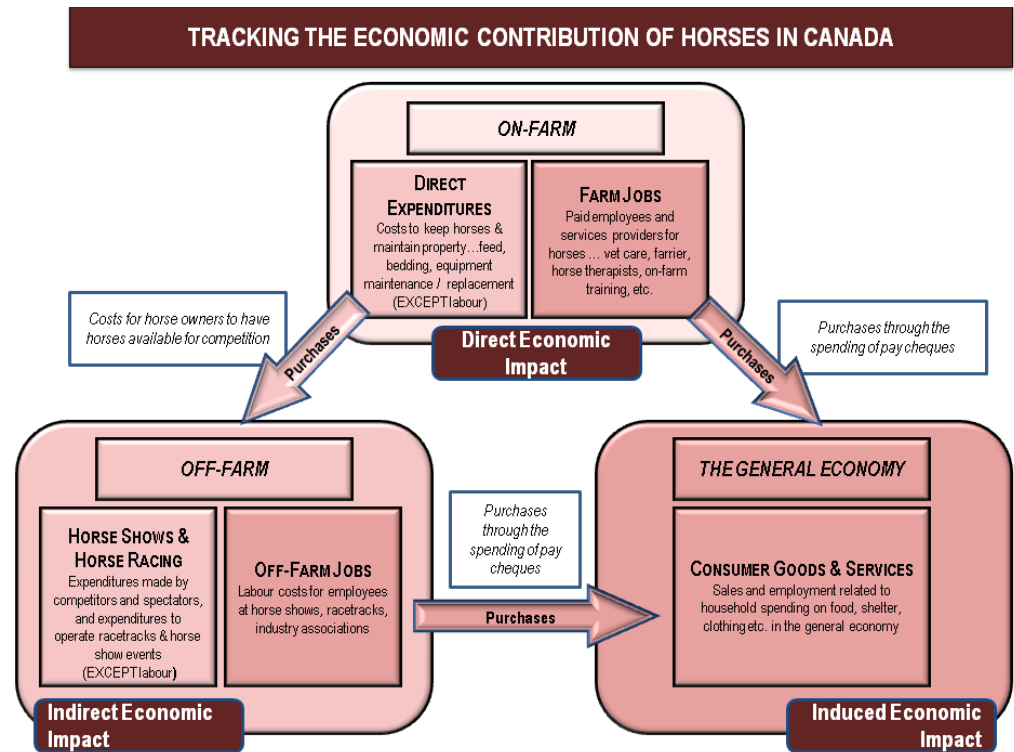 TRACKING THE ECONOMIC CONTRIBUTION OF HORSES IN CANADA
ON-FARM
DIRECT
EXPENDITURES
Costs to keep horses &
maintain property...feed,
bedding, equipment
maintenance / replacement
(EXCEPT labour)
FARM JOBS
Paid employees and
services providers for
horses ... vet care, farrier,
horse therapists, on-farm
training, etc.
Direct Economic
Impact
Costs for horse owners to have
horses available for competition
Purchases
Purchases
Purchases through the
spending of pay cheques
OFF-FARM
HORSE SHOWS &
HORSE RACING
Expenditures made by
competitors and spectators,
and expenditures to
operate racetracks & horse
show events
(EXCEPT labour)
OFF-FARM JOBS
Labour costs for employees
at horse shows, racetracks,
industry associations
Indirect Economic
Impact
Purchases
through the
spending of pay
cheques
Purchases
THE GENERAL ECONOMY
CONSUMER GOODS & SERVICES
Sales and employment related to
household spending on food, shelter,
clothing etc. in the general economy
Induced Economic
Impact